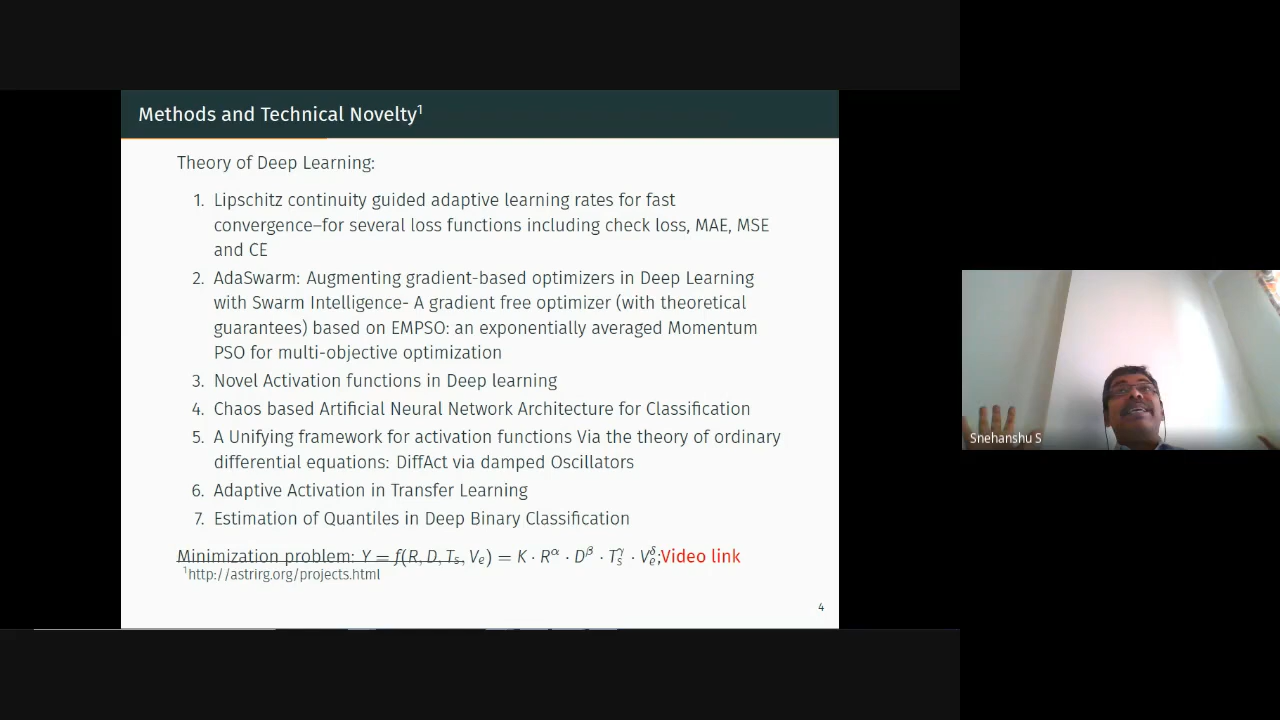 Methods and Technical Novelty¹
Theory of Deep Learning:
1. Lipschitz continuity guided adaptive learning rates for fast
convergence–for several loss functions including check loss, MAE, MSE
and CE
2. AdaSwarm: Augmenting gradient-based optimizers in Deep Learning
with Swarm Intelligence- A gradient free optimizer (with theoretical
guarantees) based on EMPSO: an exponentially averaged Momentum
PSO for multi-objective optimization
3. Novel Activation functions in Deep learning
4. Chaos based Artificial Neural Network Architecture for Classification
5. A Unifying framework for activation functions Via the theory of ordinary
differential equations: DiffAct via damped Oscillators
6. Adaptive Activation in Transfer Learning
7. Estimation of Quantiles in Deep Binary Classification
Minimization problem: Y = f(R, D, Tₛ, Vₑ) = K · R^α · D^β · Tₛ^γ · Vₑ^δ;Video link
¹http://astrirg.org/projects.html
4
Snehanshu S